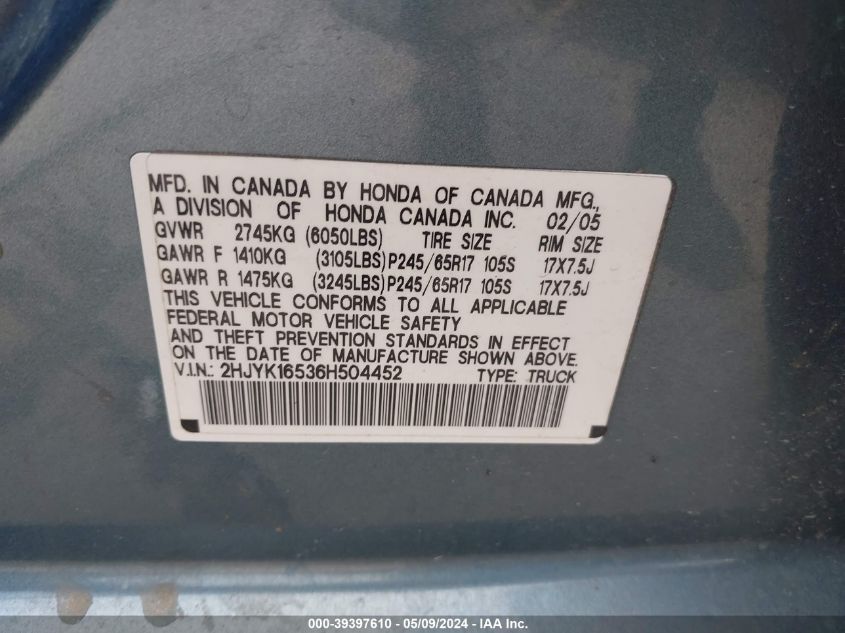 MFD. IN CANADA BY HONDA OF CANADA MFG.,
A DIVISION OF HONDA CANADA INC. 02/05
GVWR 2745KG (6050LBS) TIRE SIZE RIM SIZE
GAWR F 1410KG (3105LBS) P245/65R17 105S 17X7.5J
GAWR R 1475KG (3245LBS) P245/65R17 105S 17X7.5J
THIS VEHICLE CONFORMS TO ALL APPLICABLE
FEDERAL MOTOR VEHICLE SAFETY
AND THEFT PREVENTION STANDARDS IN EFFECT
ON THE DATE OF MANUFACTURE SHOWN ABOVE.
V.I.N.: 2HJYK16536H504452 TYPE: TRUCK
000-39397610 - 05/09/2024 - IAA Inc.